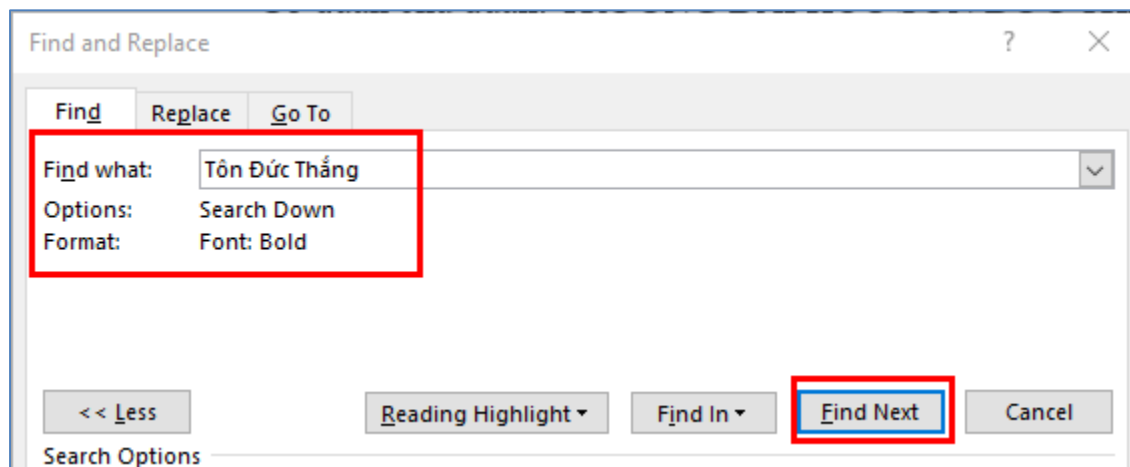 Find and Replace ? ×
Find Replace Go To
Find what: Tôn Đức Thắng
Options: Search Down
Format: Font: Bold
<< Less Reading Highlight Find In Find Next Cancel
Search Options